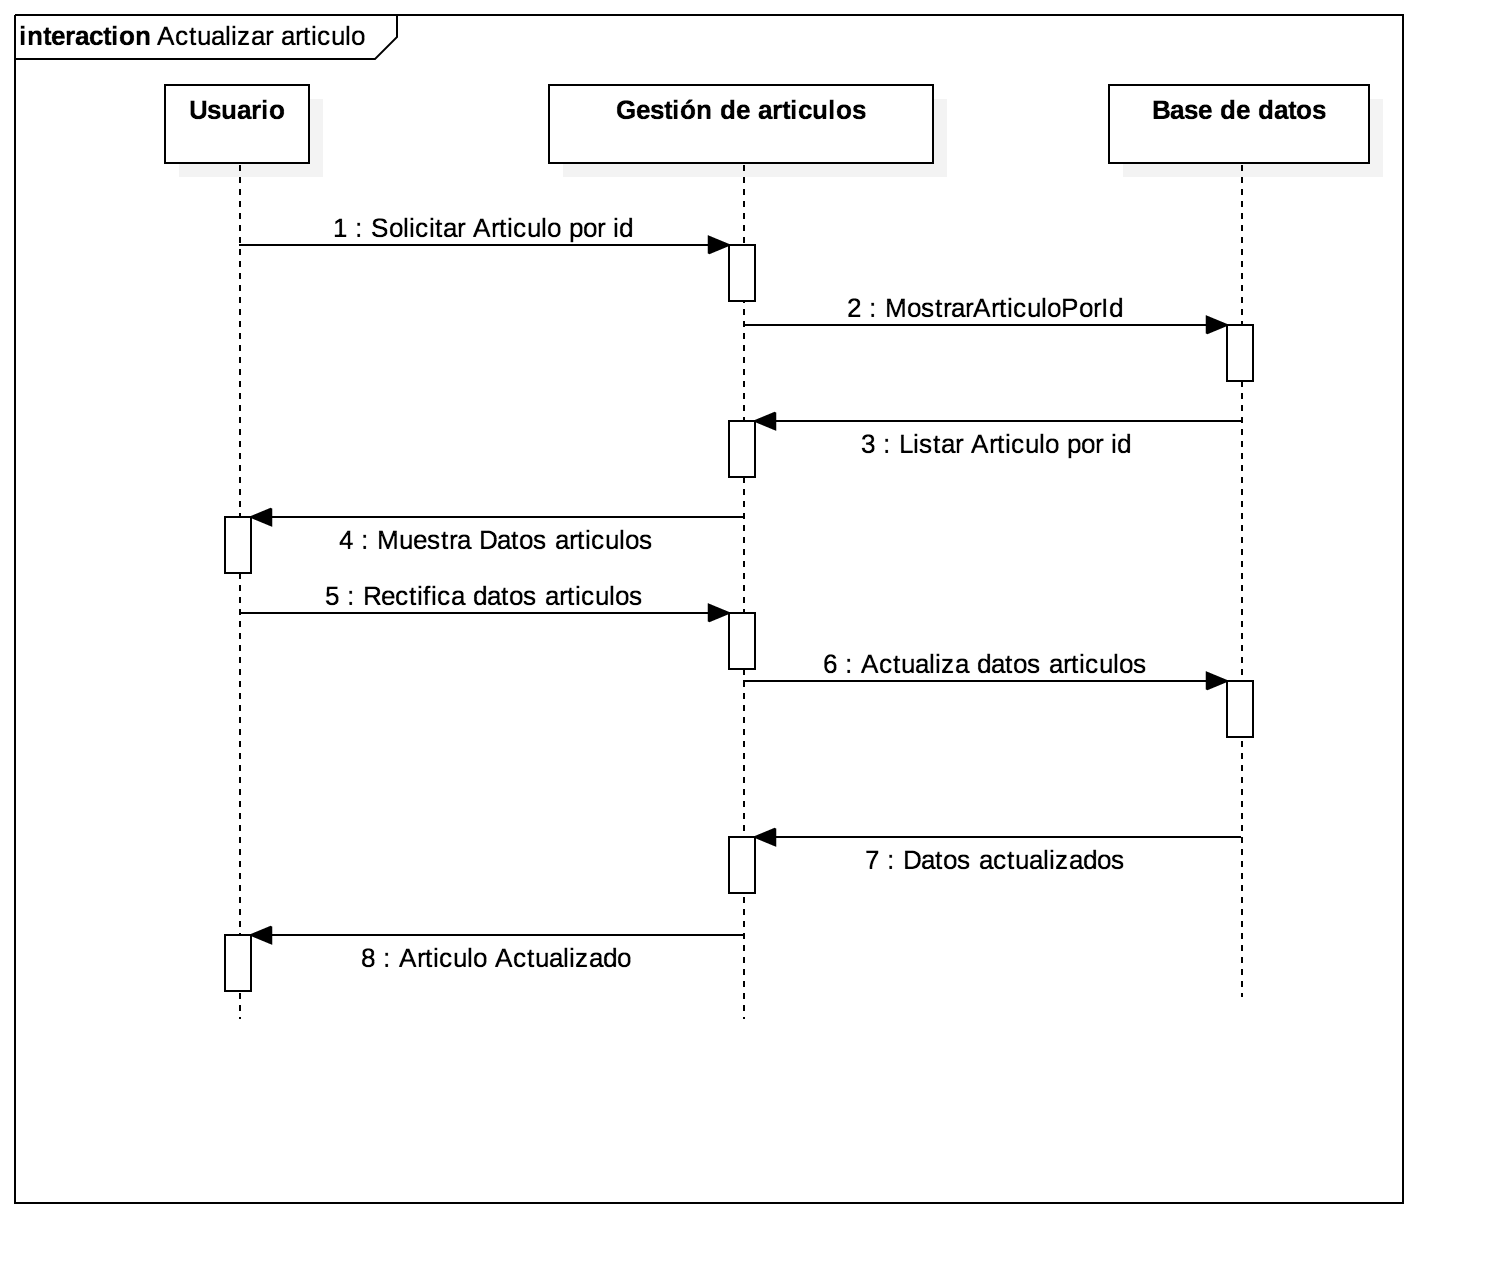 interaction Actualizar articulo
Usuario
Gestión de articulos
Base de datos
1 : Solicitar Articulo por id
2 : MostrarArticuloPorId
3 : Listar Articulo por id
4 : Muestra Datos articulos
5 : Rectifica datos articulos
6 : Actualiza datos articulos
7 : Datos actualizados
8 : Articulo Actualizado